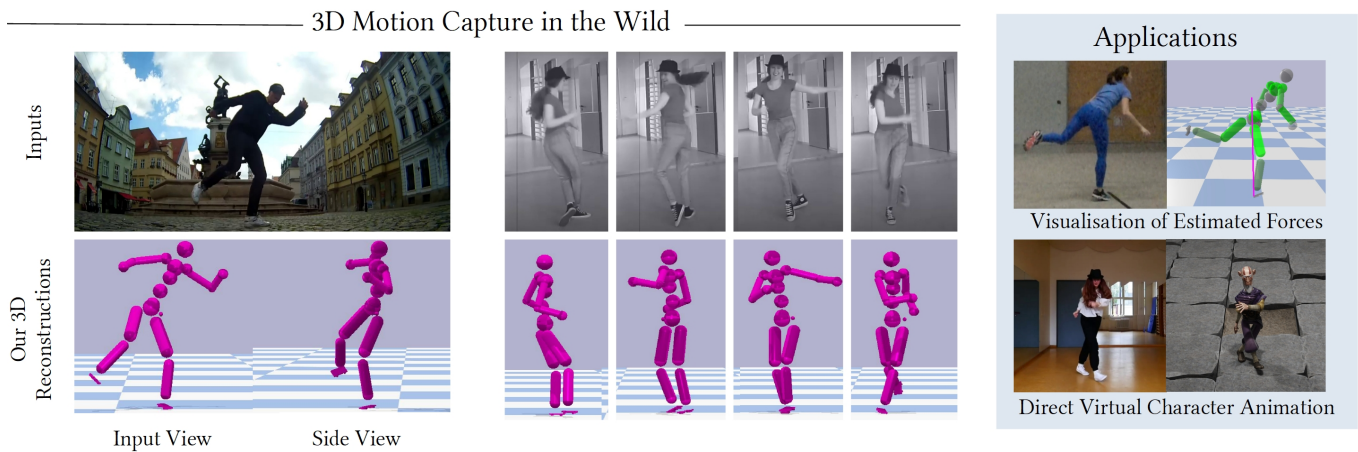 3D Motion Capture in the Wild
Inputs
Our 3D
Reconstructions
Input View
Side View
Applications
Visualisation of Estimated Forces
Direct Virtual Character Animation